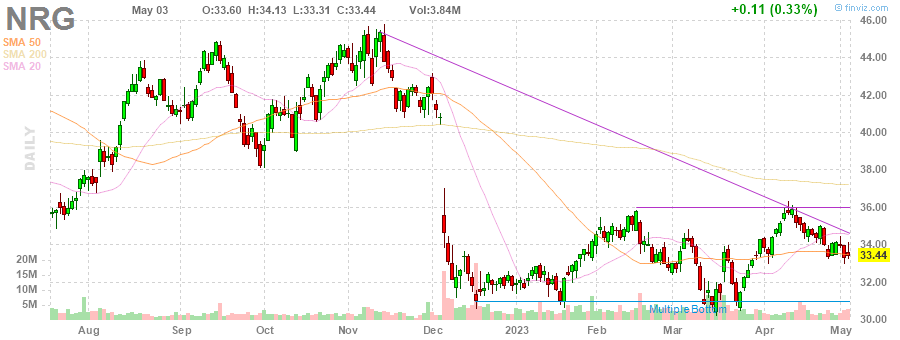 NRG May 03 O:33.60 H:34.13 L:33.31 C:33.44 Vol:3.84M +0.11 (0.33%) © finviz.com
SMA 50
SMA 200
SMA 20
DAILY
46.00
44.00
42.00
40.00
38.00
36.00
34.00
33.44
32.00
30.00
20M
15M
10M
5M
Multiple Bottom
Aug Sep Oct Nov Dec 2023 Feb Mar Apr May